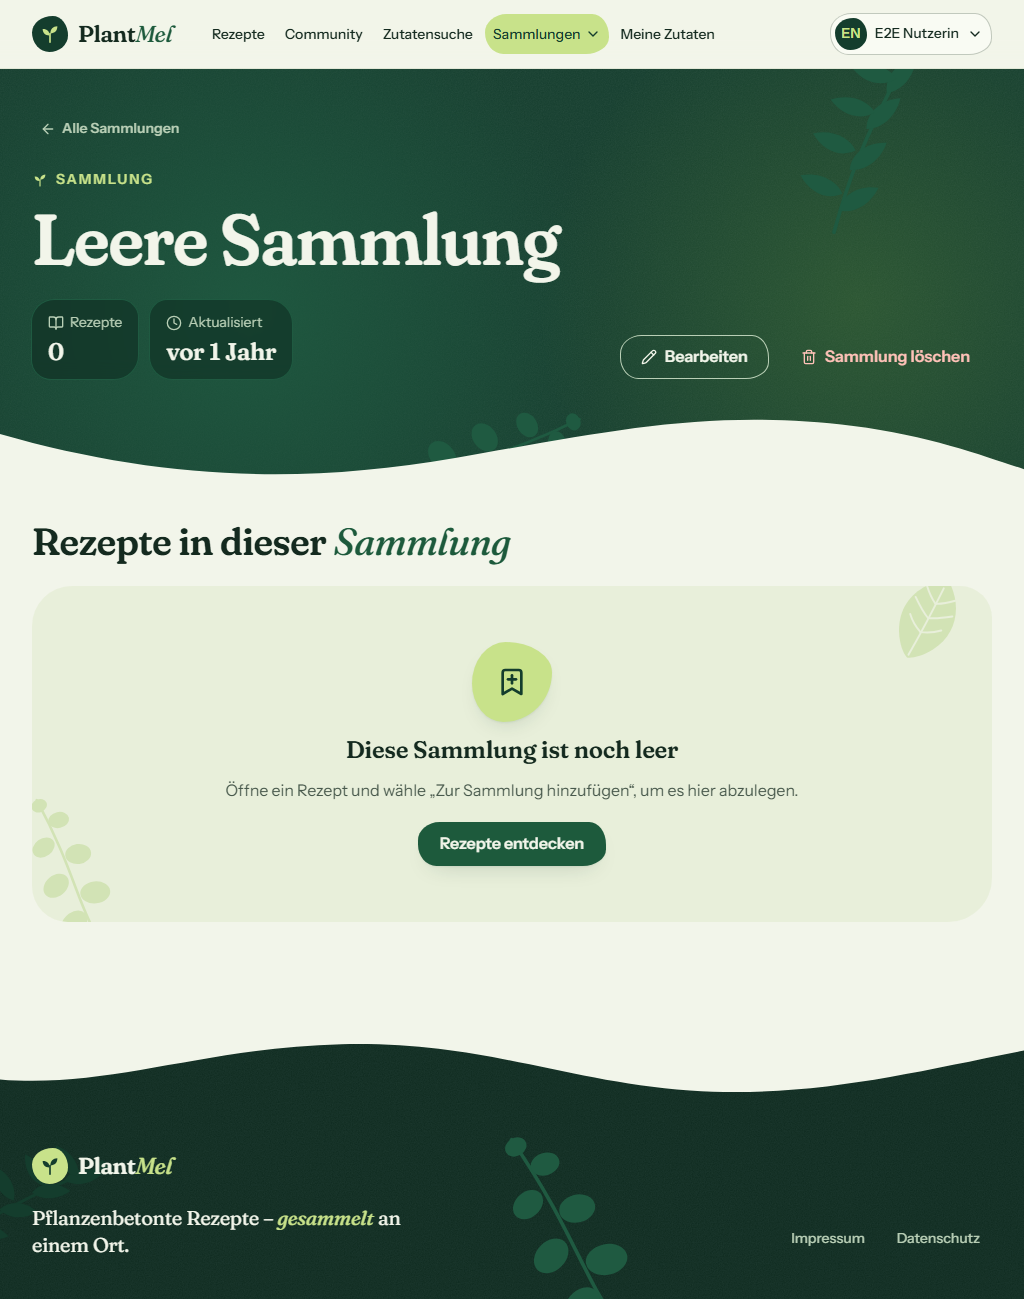 PlantMel
Rezepte
Community
Zutatensuche
Sammlungen
Meine Zutaten
EN
E2E Nutzerin
Alle Sammlungen
SAMMLUNG
Leere Sammlung
Rezepte
0
Aktualisiert
vor 1 Jahr
Bearbeiten
Sammlung löschen
Rezepte in dieser Sammlung
Diese Sammlung ist noch leer
Öffne ein Rezept und wähle „Zur Sammlung hinzufügen“, um es hier abzulegen.
Rezepte entdecken
PlantMel
Pflanzenbetonte Rezepte – gesammelt an
einem Ort.
Impressum
Datenschutz